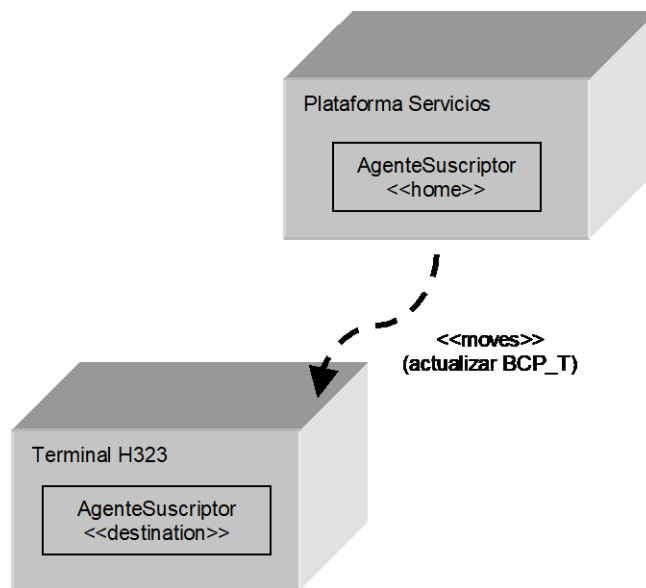 Plataforma Servicios
AgenteSuscriptor
<<home>>
<<moves>>
(actualizar BCP_T)
Terminal H323
AgenteSuscriptor
<<destination>>